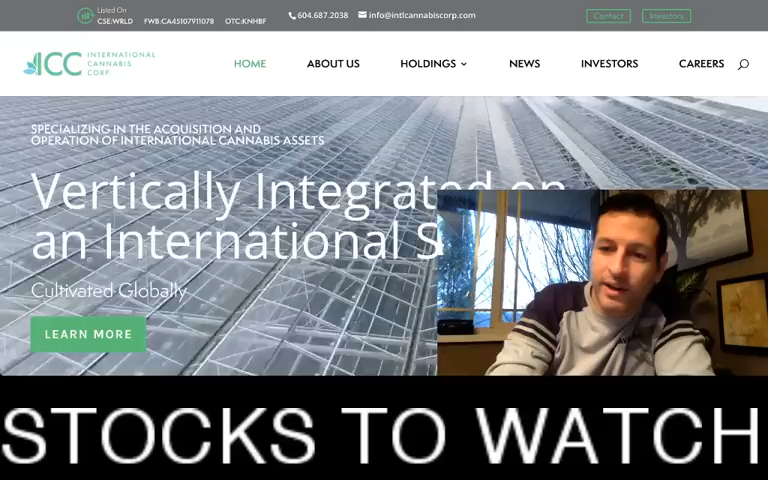 Listed On
CSE:WRLD FWB:CA45107911078 OTC:KNHBF
604.687.2038 info@intlcannabiscorp.com
Contact Investors
ICC INTERNATIONAL
CANNABIS
CORP.
HOME ABOUT US HOLDINGS NEWS INVESTORS CAREERS
SPECIALIZING IN THE ACQUISITION AND
OPERATION OF INTERNATIONAL CANNABIS ASSETS
Vertically Integrated on
an International S
Cultivated Globally
LEARN MORE
STOCKS TO WATCH